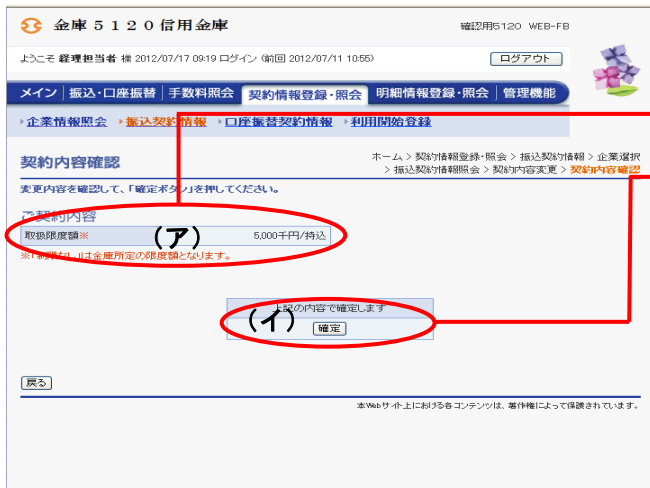 金庫５１２０信用金庫
確認用5120 WEB-FB
ようこそ 経理担当者 様 2012/07/17 09:19 ログイン (前回 2012/07/11 10:55)
ログアウト
メイン 振込・口座振替 手数料照会 契約情報登録・照会 明細情報登録・照会 管理機能
企業情報照会 振込契約情報 口座振替契約情報 利用開始登録
契約内容確認
ホーム > 契約情報登録・照会 > 振込契約情報 > 企業選択
> 振込契約情報照会 > 契約内容変更 > 契約内容確認
変更内容を確認して、「確定ボタン」を押してください。
ご契約内容
取扱限度額※ (ア) 5,000千円/持込
※「制限なし」は金庫所定の限度額となります。
上記の内容で確定します
(イ) 確定
戻る
本Webサイト上における各コンテンツは、著作権によって保護されています。